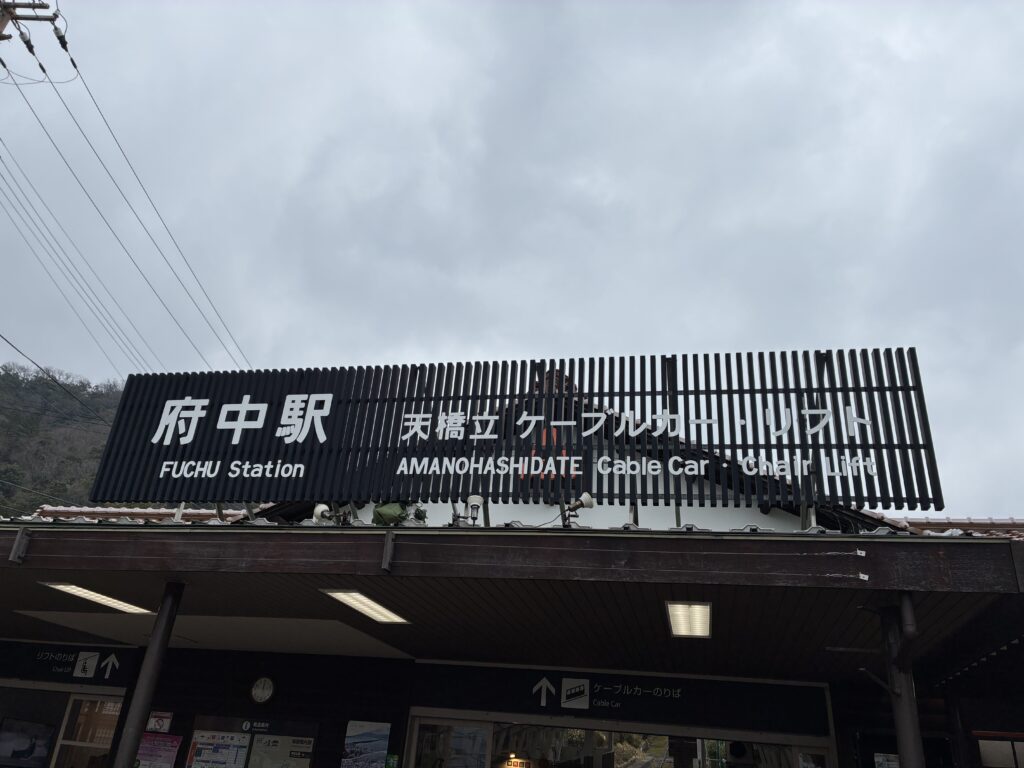 府中駅
FUCHU Station
天橋立 ケーブルカー・リフト
AMANOHASHIDATE Cable Car・Chair Lift
リフトのりば
Chair Lift
ケーブルカーのりば
Cable Car